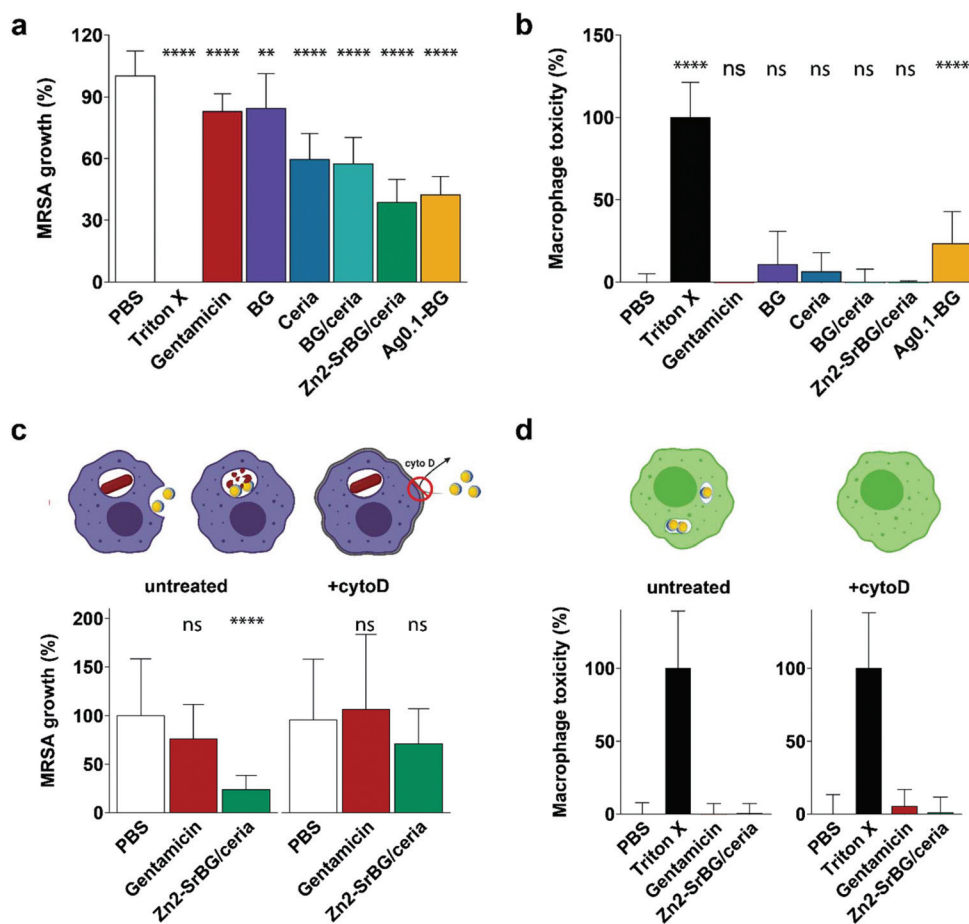 a
MRSA growth (%)
120
90
60
30
0
**** **** ** **** **** **** ****
PBS
Triton X
Gentamicin
BG
Ceria
BG/ceria
Zn2-SrBG/ceria
Ag0.1-BG
b
Macrophage toxicity (%)
150
100
50
0
**** ns ns ns ns ns ****
PBS
Triton X
Gentamicin
BG
Ceria
BG/ceria
Zn2-SrBG/ceria
Ag0.1-BG
c
cyto D
untreated +cytoD
MRSA growth (%)
200
150
100
50
0
ns **** ns ns
PBS
Gentamicin
Zn2-SrBG/ceria
PBS
Gentamicin
Zn2-SrBG/ceria
d
untreated +cytoD
Macrophage toxicity (%)
100
50
0
PBS
Triton X
Gentamicin
Zn2-SrBG/ceria
100
50
0
PBS
Triton X
Gentamicin
Zn2-SrBG/ceria